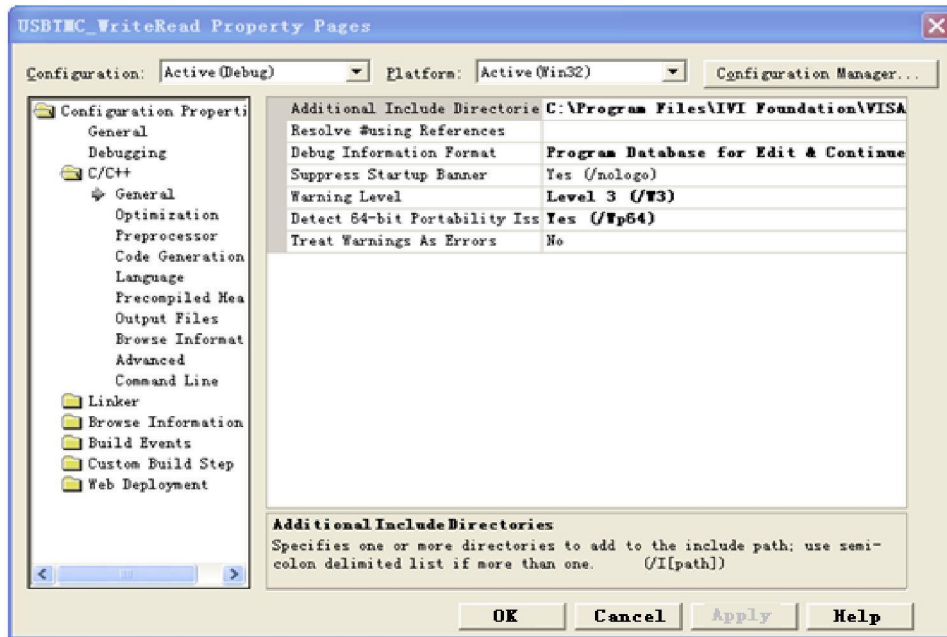 USBTMC_WriteRead Property Pages
Configuration: Active(Debug) Platform: Active(Win32) Configuration Manager...
Configuration Properti
General
Debugging
C/C++
General
Optimization
Preprocessor
Code Generation
Language
Precompiled Hea
Output Files
Browse Informat
Advanced
Command Line
Linker
Browse Information
Build Events
Custom Build Step
Web Deployment
Additional Include Directorie C:\Program Files\IVI Foundation\VISA
Resolve #using References
Debug Information Format Program Database for Edit & Continue
Suppress Startup Banner Yes (/nologo)
Warning Level Level 3 (/W3)
Detect 64-bit Portability Iss Yes (/Wp64)
Treat Warnings As Errors No
Additional Include Directories
Specifies one or more directories to add to the include path; use semi-
colon delimited list if more than one. (/I[path])
OK Cancel Apply Help